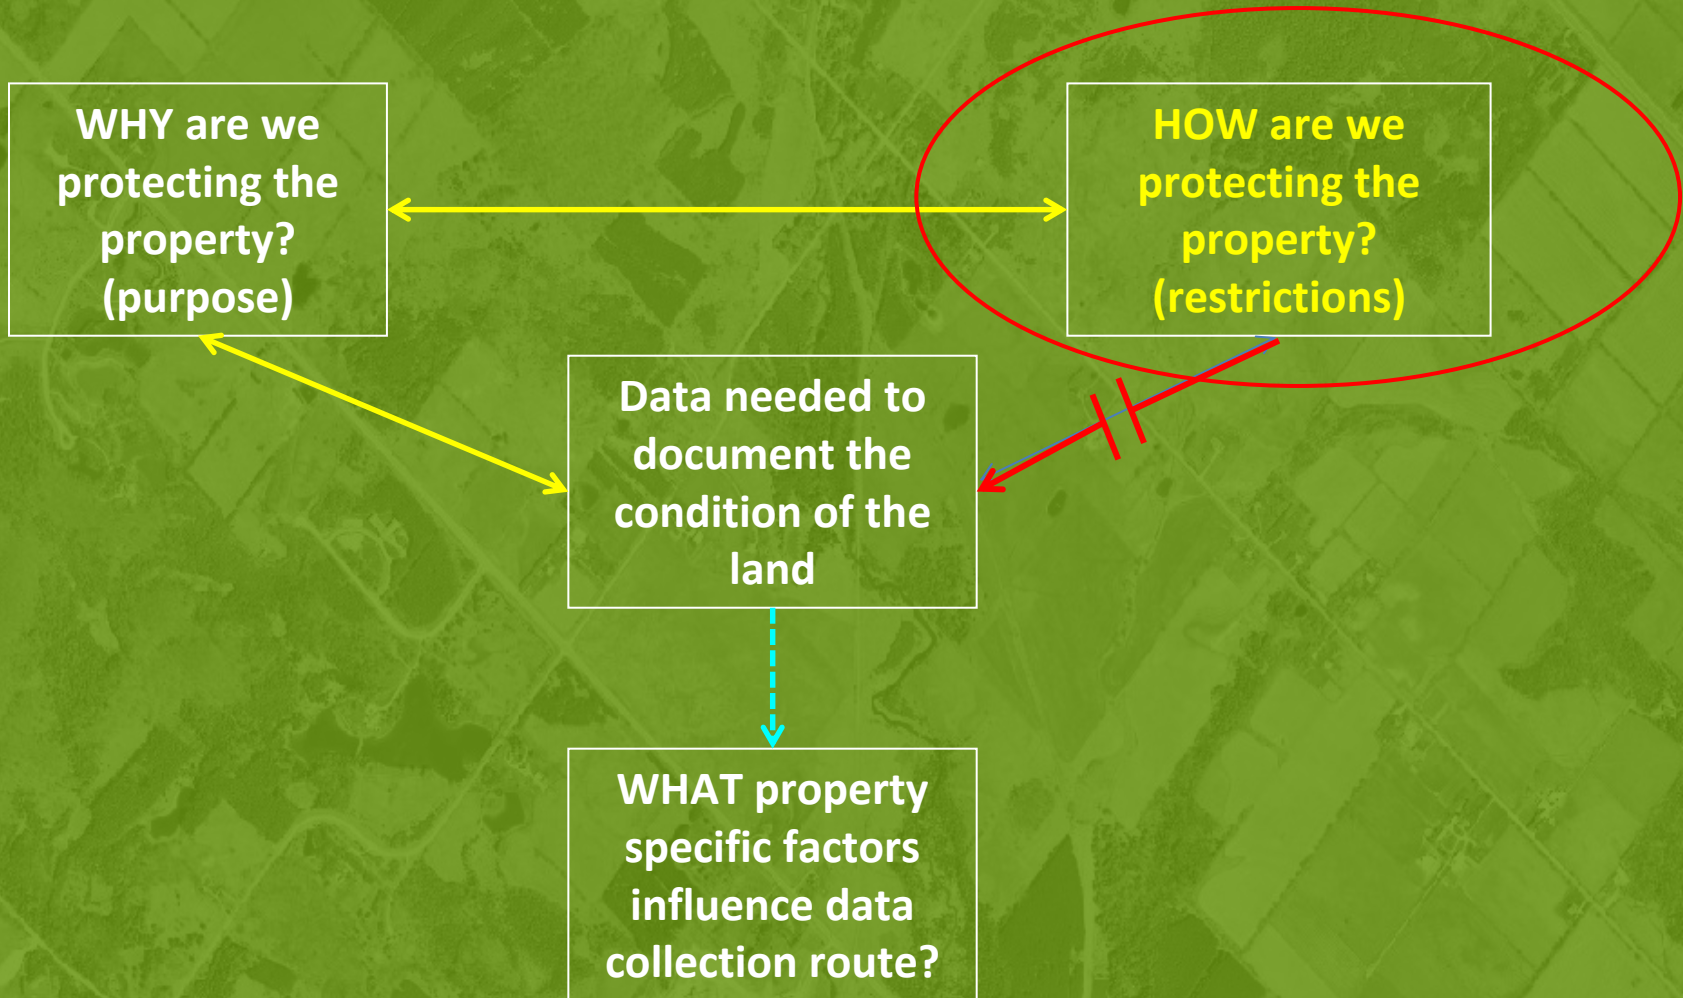 WHY are we
protecting the
property?
(purpose)
HOW are we
protecting the
property?
(restrictions)
Data needed to
document the
condition of the
land
WHAT property
specific factors
influence data
collection route?